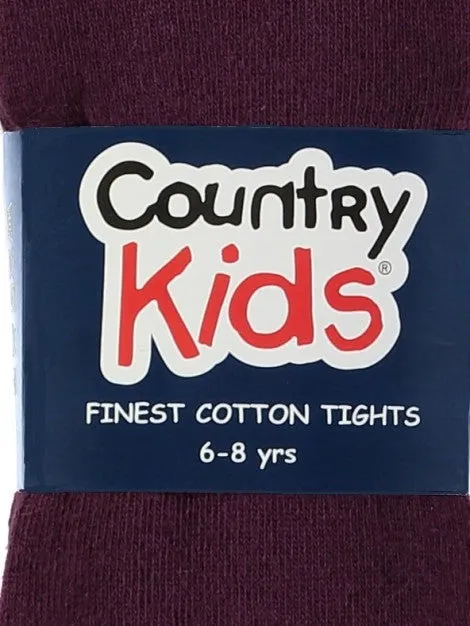 Country
Kids®
FINEST COTTON TIGHTS
6-8 yrs